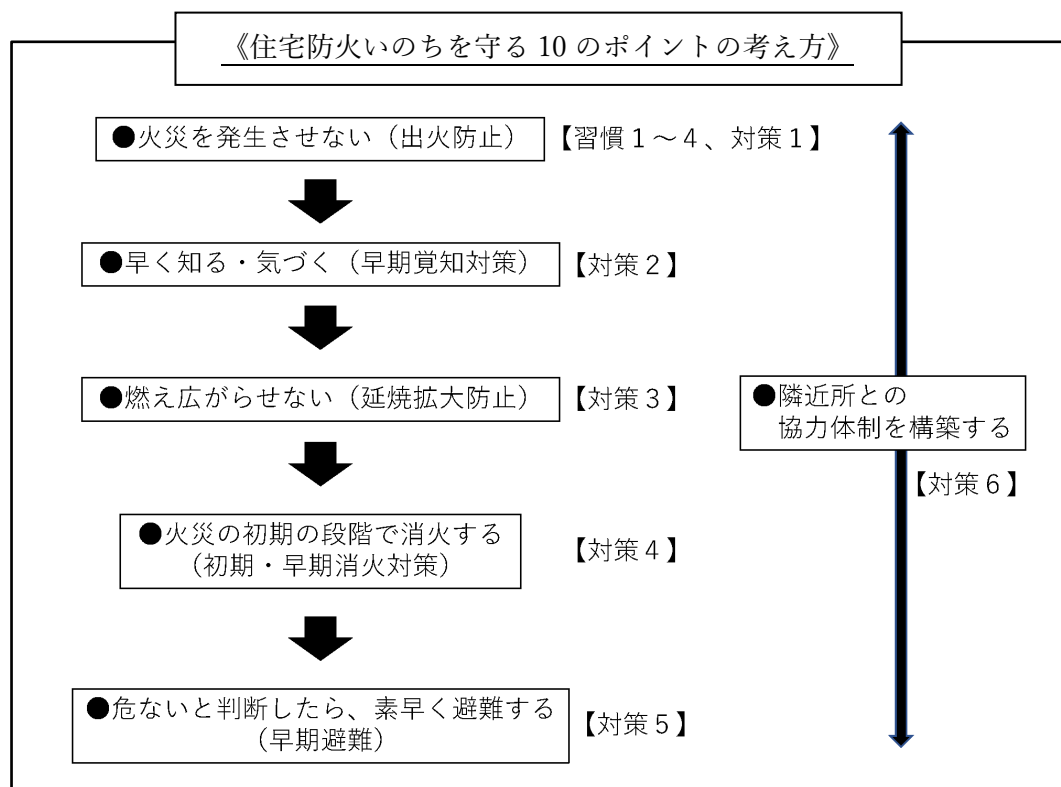 《住宅防火いのちを守る 10 のポイントの考え方》
●火災を発生させない（出火防止）
【習慣１～４、対策１】
●早く知る・気づく（早期覚知対策）
【対策２】
●燃え広がらせない（延焼拡大防止）
【対策３】
●隣近所との
協力体制を構築する
【対策６】
●火災の初期の段階で消火する
（初期・早期消火対策）
【対策４】
●危ないと判断したら、素早く避難する
（早期避難）
【対策５】